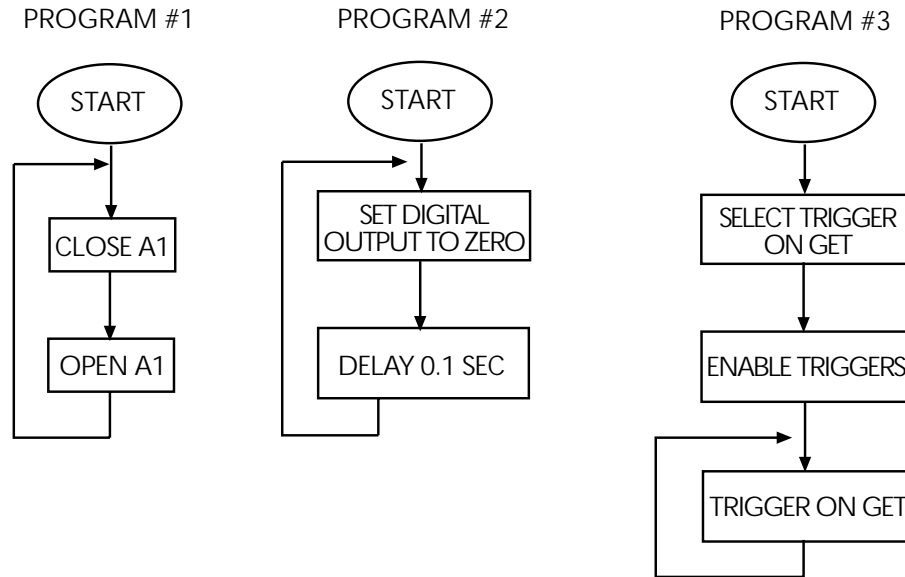 PROGRAM #1
START
CLOSE A1
OPEN A1
PROGRAM #2
START
SET DIGITAL
OUTPUT TO ZERO
DELAY 0.1 SEC
PROGRAM #3
START
SELECT TRIGGER
ON GET
ENABLE TRIGGERS
TRIGGER ON GET